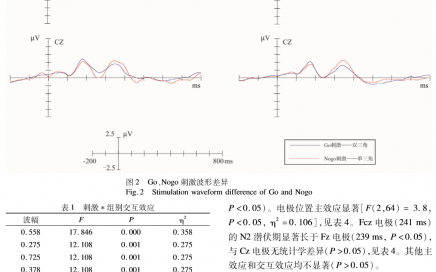 μV
μV
CZ
CZ
ms
ms
2.5
μV
-200
800ms
-2.5
Go刺激——双三角
Nogo刺激——单三角
图2 Go、Nogo 刺激波形差异
Fig. 2 Stimulation waveform difference of Go and Nogo
表1 刺激*组别交互效应
波幅 F P η²
0.558 17.846 0.000 0.358
0.275 12.108 0.001 0.275
0.725 12.108 0.001 0.275
0.378 12.108 0.001 0.275
P<0.05)。电极位置主效应显著[F(2,64) = 3.8,
P<0.05, η²=0.106],见表4。Fcz 电极(241 ms)
的 N2 潜伏期显著长于 Fz 电极(239 ms, P<0.05),
与 Cz 电极无统计学差异(P>0.05),见表4。其他主
效应和交互效应均不显著(P>0.05)。